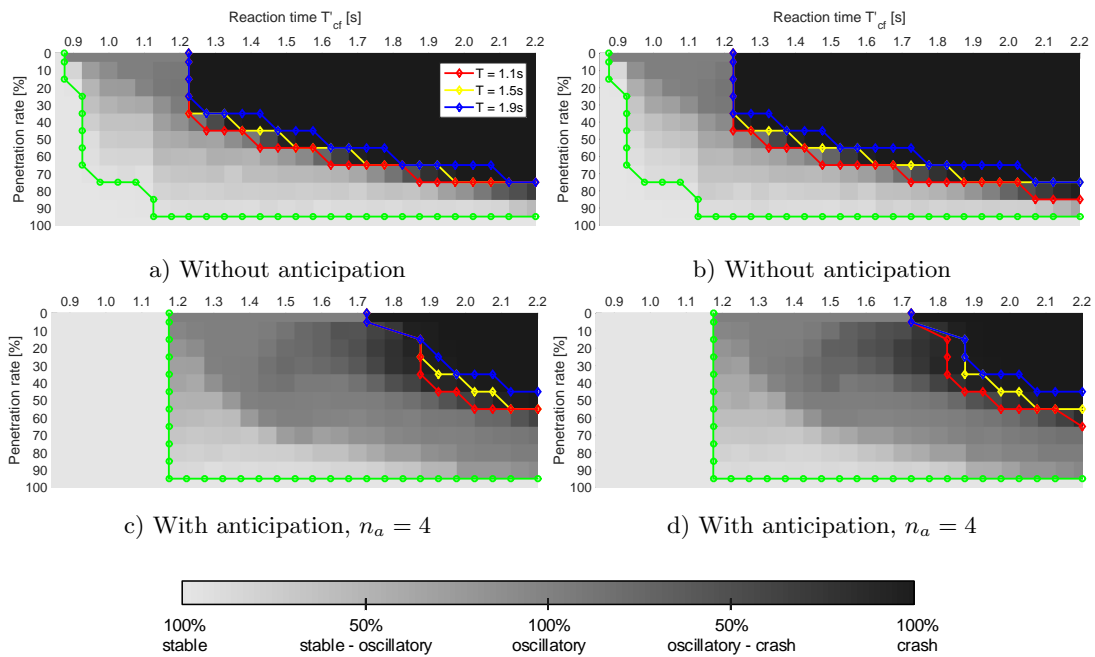 Reaction time T'cf [s]
Reaction time T'cf [s]
0.9 1.0 1.1 1.2 1.3 1.4 1.5 1.6 1.7 1.8 1.9 2.0 2.1 2.2
0.9 1.0 1.1 1.2 1.3 1.4 1.5 1.6 1.7 1.8 1.9 2.0 2.1 2.2
Penetration rate [%]
0
10
20
30
40
50
60
70
80
90
100
T = 1.1s
T = 1.5s
T = 1.9s
Penetration rate [%]
0
10
20
30
40
50
60
70
80
90
100
a) Without anticipation
b) Without anticipation
0.9 1.0 1.1 1.2 1.3 1.4 1.5 1.6 1.7 1.8 1.9 2.0 2.1 2.2
0.9 1.0 1.1 1.2 1.3 1.4 1.5 1.6 1.7 1.8 1.9 2.0 2.1 2.2
Penetration rate [%]
0
10
20
30
40
50
60
70
80
90
100
Penetration rate [%]
0
10
20
30
40
50
60
70
80
90
100
c) With anticipation, na = 4
d) With anticipation, na = 4
100% 50% 100% 50% 100%
stable stable - oscillatory oscillatory oscillatory - crash crash